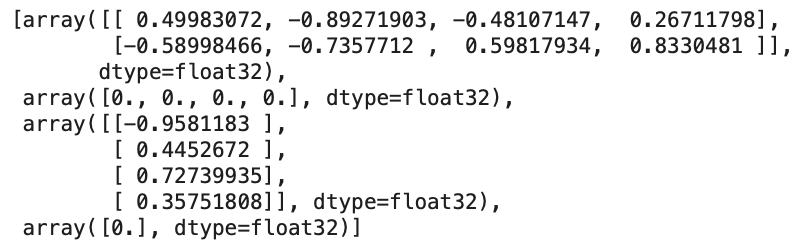 [array([[ 0.49983072, -0.89271903, -0.48107147,  0.26711798],
        [-0.58998466, -0.7357712 ,  0.59817934,  0.8330481 ]],
       dtype=float32),
 array([0., 0., 0., 0.], dtype=float32),
 array([[-0.9581183 ],
        [ 0.4452672 ],
        [ 0.72739935],
        [ 0.35751808]], dtype=float32),
 array([0.], dtype=float32)]